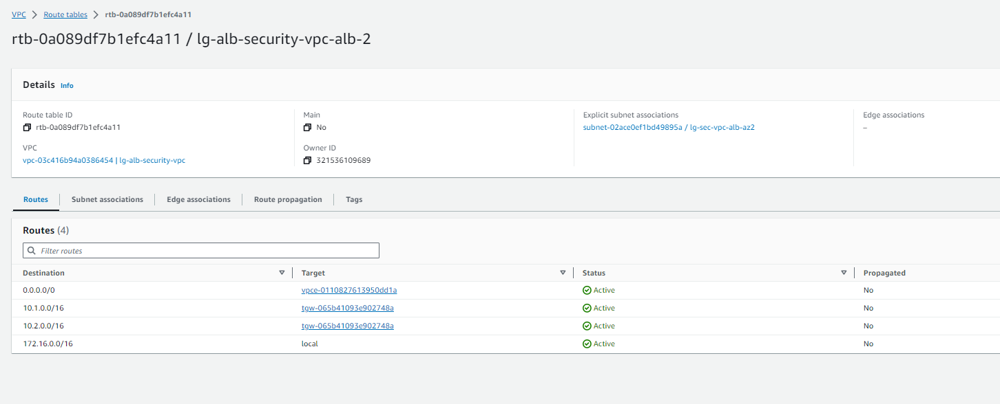 VPC > Route tables > rtb-0a089df7b1efc4a11
rtb-0a089df7b1efc4a11 / lg-alb-security-vpc-alb-2
Details Info
Route table ID Main Explicit subnet associations Edge associations
rtb-0a089df7b1efc4a11 No subnet-02ace0ef1bd49895a / lg-sec-vpc-alb-az2 –
VPC Owner ID
vpc-03c416b94a0386454 | lg-alb-security-vpc 321536109689
Routes Subnet associations Edge associations Route propagation Tags
Routes (4)
Filter routes
Destination Target Status Propagated
0.0.0.0/0 vpce-0110827613950dd1a Active No
10.1.0.0/16 tgw-065b41093e902748a Active No
10.2.0.0/16 tgw-065b41093e902748a Active No
172.16.0.0/16 local Active No